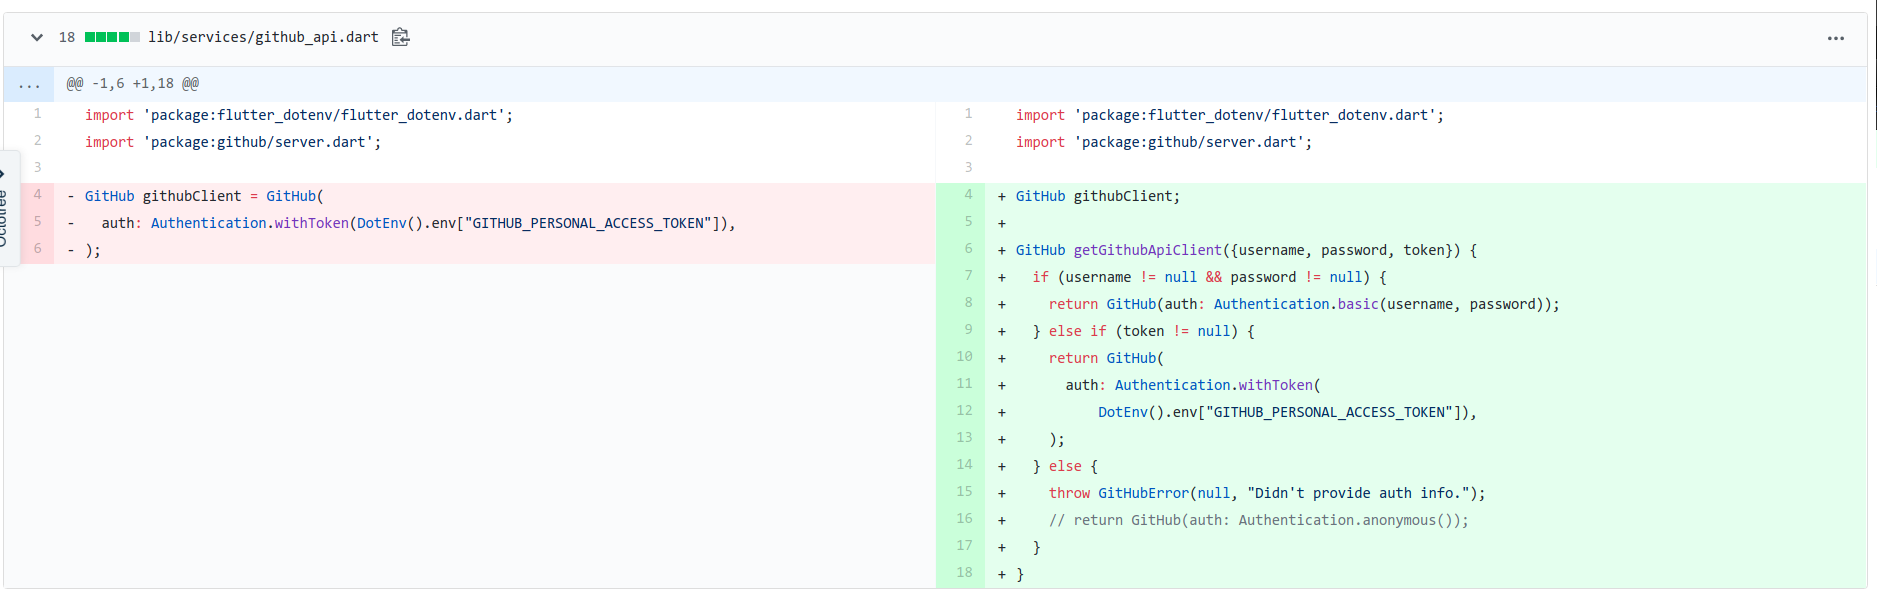 18 lib/services/github_api.dart ...
... @@ -1,6 +1,18 @@
1 import 'package:flutter_dotenv/flutter_dotenv.dart';
2 import 'package:github/server.dart';
3
4 - GitHub githubClient = GitHub(
5 - auth: Authentication.withToken(DotEnv().env["GITHUB_PERSONAL_ACCESS_TOKEN"]),
6 - );
1 import 'package:flutter_dotenv/flutter_dotenv.dart';
2 import 'package:github/server.dart';
3
4 + GitHub githubClient;
5 +
6 + GitHub getGithubApiClient({username, password, token}) {
7 + if (username != null && password != null) {
8 + return GitHub(auth: Authentication.basic(username, password));
9 + } else if (token != null) {
10 + return GitHub(
11 + auth: Authentication.withToken(
12 + DotEnv().env["GITHUB_PERSONAL_ACCESS_TOKEN"]),
13 + );
14 + } else {
15 + throw GitHubError(null, "Didn't provide auth info.");
16 + // return GitHub(auth: Authentication.anonymous());
17 + }
18 + }
Octotree